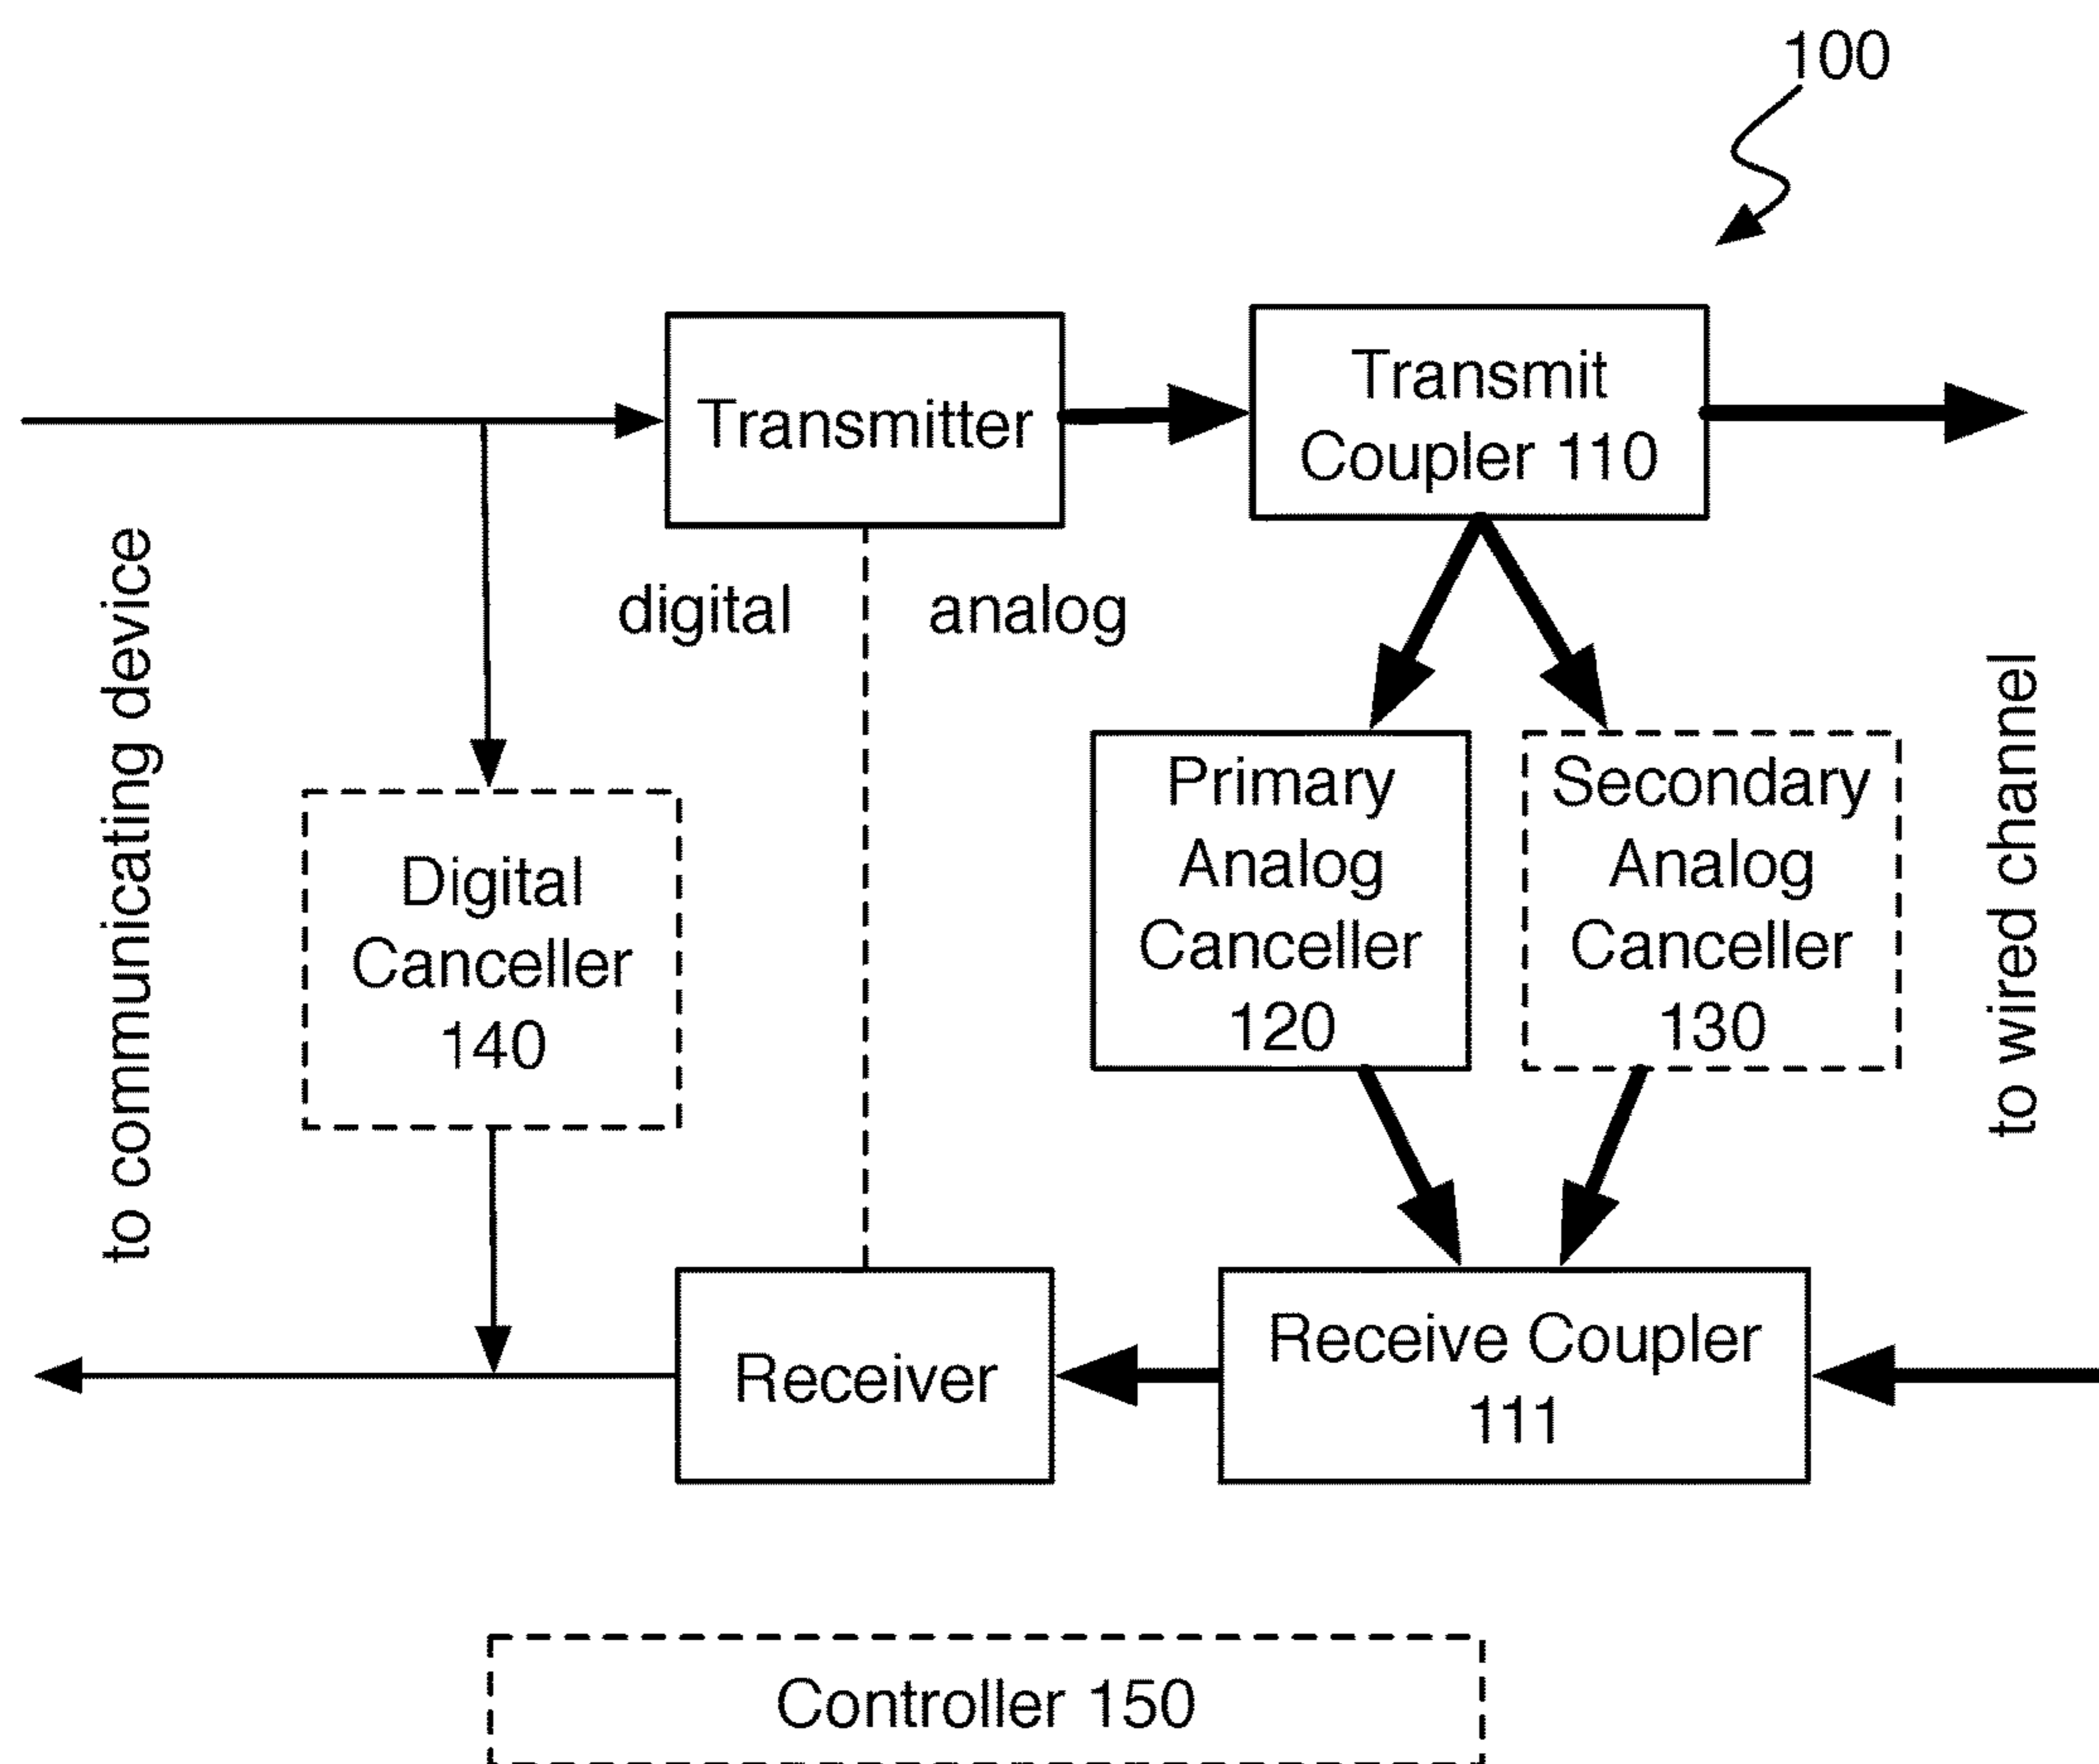 100
Transmitter
Transmit
Coupler 110
digital
analog
to communicating device
to wired channel
Digital
Canceller
140
Primary
Analog
Canceller
120
Secondary
Analog
Canceller
130
Receiver
Receive Coupler
111
Controller 150